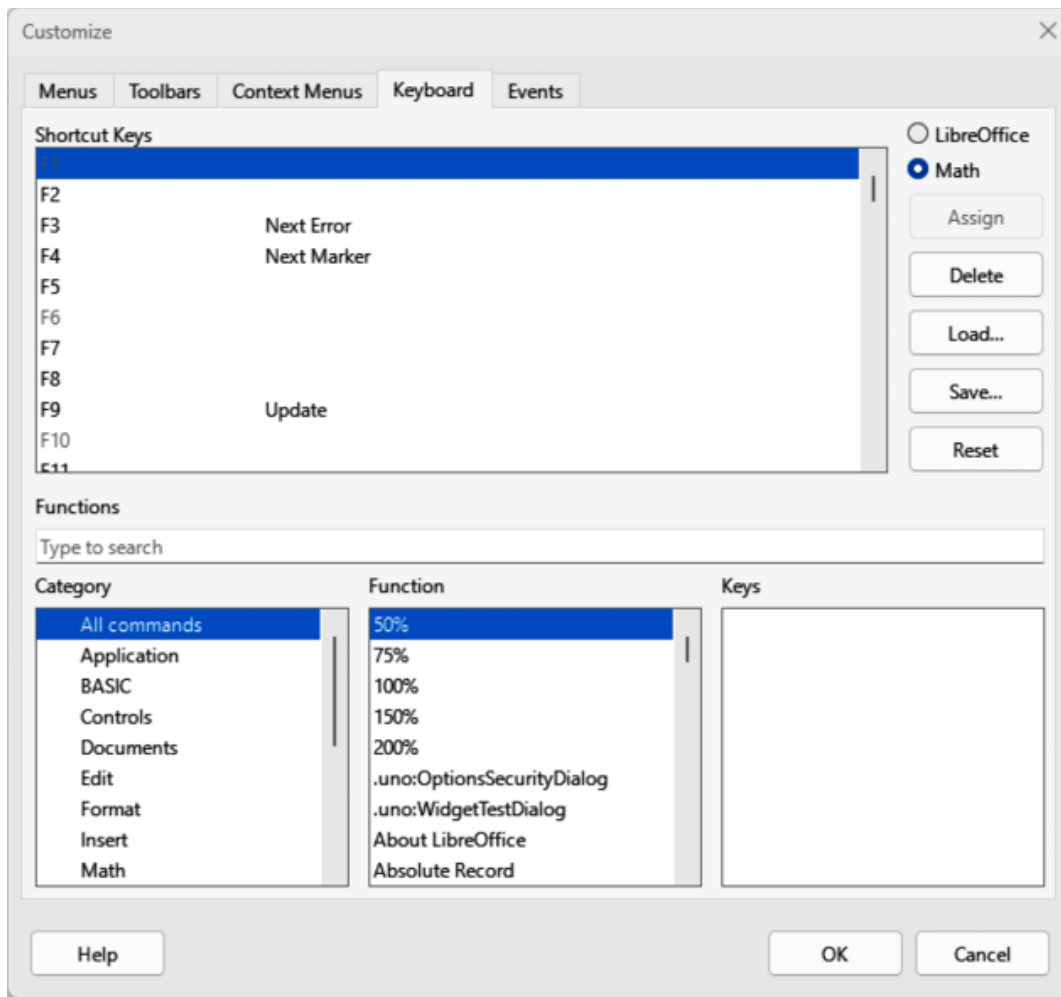 Customize
Menus Toolbars Context Menus Keyboard Events
Shortcut Keys
LibreOffice
Math
F1
F2
F3 Next Error
F4 Next Marker
F5
F6
F7
F8
F9 Update
F10
F11
Assign
Delete
Load...
Save...
Reset
Functions
Type to search
Category
All commands
Application
BASIC
Controls
Documents
Edit
Format
Insert
Math
Function
50%
75%
100%
150%
200%
.uno:OptionsSecurityDialog
.uno:WidgetTestDialog
About LibreOffice
Absolute Record
Keys
Help OK Cancel